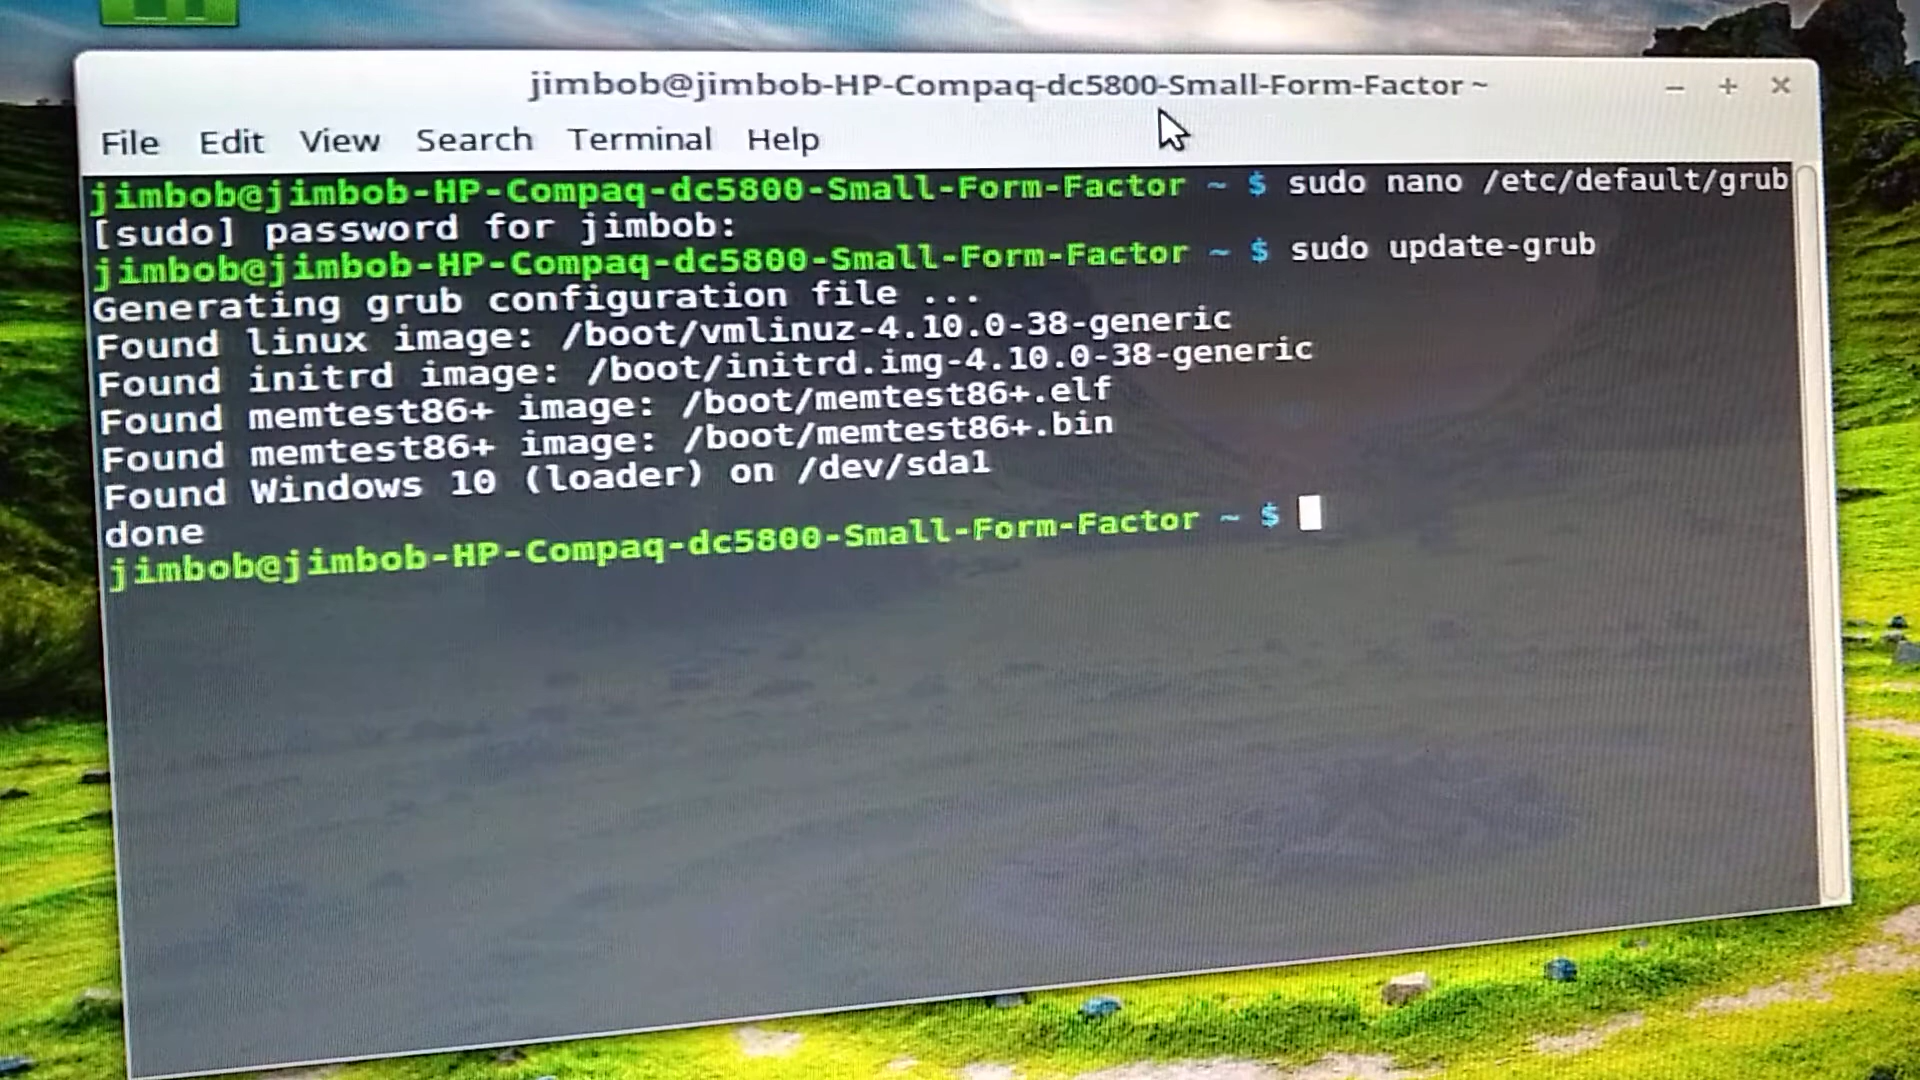 jimbob@jimbob-HP-Compaq-dc5800-Small-Form-Factor ~
File Edit View Search Terminal Help
jimbob@jimbob-HP-Compaq-dc5800-Small-Form-Factor ~ $ sudo nano /etc/default/grub
[sudo] password for jimbob:
jimbob@jimbob-HP-Compaq-dc5800-Small-Form-Factor ~ $ sudo update-grub
Generating grub configuration file ...
Found linux image: /boot/vmlinuz-4.10.0-38-generic
Found initrd image: /boot/initrd.img-4.10.0-38-generic
Found memtest86+ image: /boot/memtest86+.elf
Found memtest86+ image: /boot/memtest86+.bin
Found Windows 10 (loader) on /dev/sda1
done
jimbob@jimbob-HP-Compaq-dc5800-Small-Form-Factor ~ $